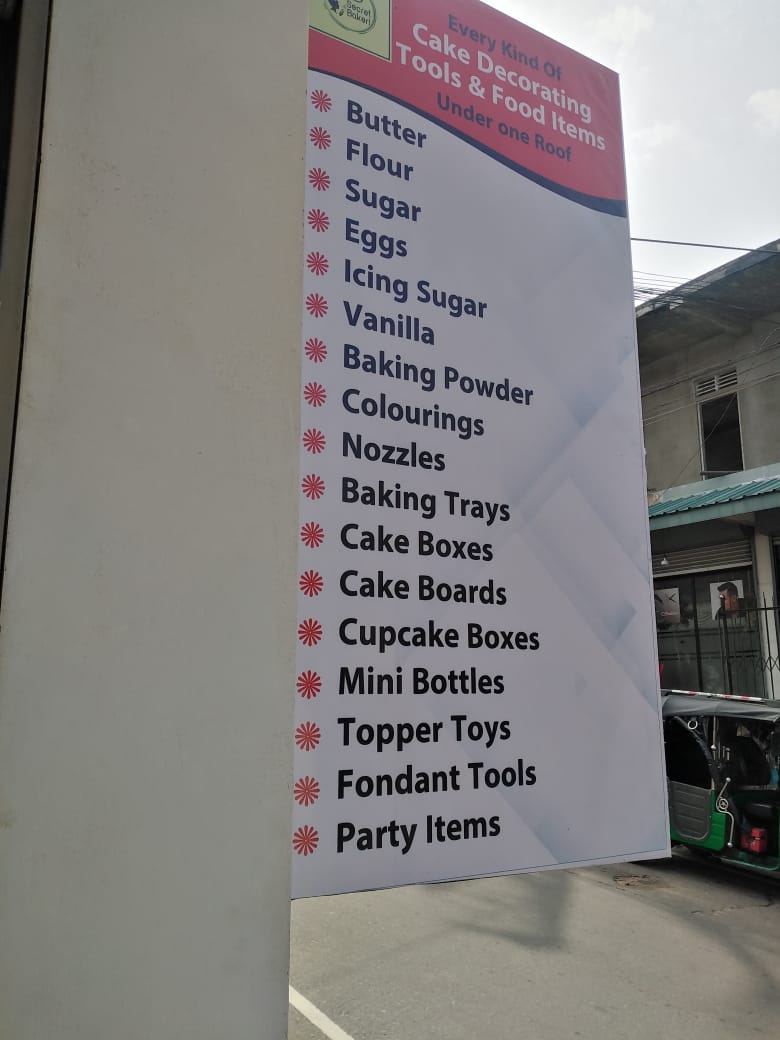 Secret
Baker!
Every Kind Of
Cake Decorating
Tools & Food Items
Under one Roof
Butter
Flour
Sugar
Eggs
Icing Sugar
Vanilla
Baking Powder
Colourings
Nozzles
Baking Trays
Cake Boxes
Cake Boards
Cupcake Boxes
Mini Bottles
Topper Toys
Fondant Tools
Party Items